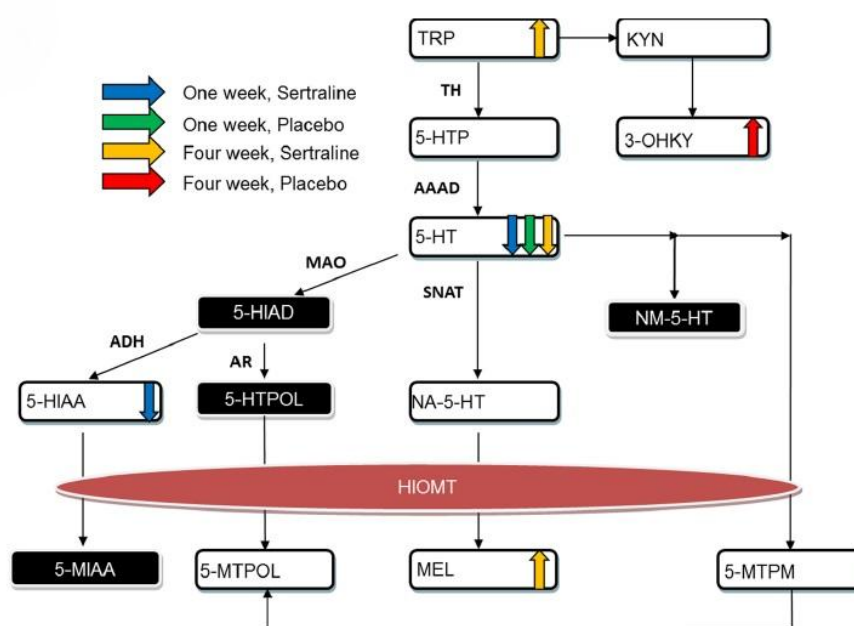 TRP
KYN
TH
One week, Sertraline
One week, Placebo
Four week, Sertraline
Four week, Placebo
5-HTP
3-OHKY
AAAD
5-HT
MAO
SNAT
5-HIAD
NM-5-HT
ADH
AR
5-HIAA
5-HTPOL
NA-5-HT
HIOMT
5-MIAA
5-MTPOL
MEL
5-MTPM